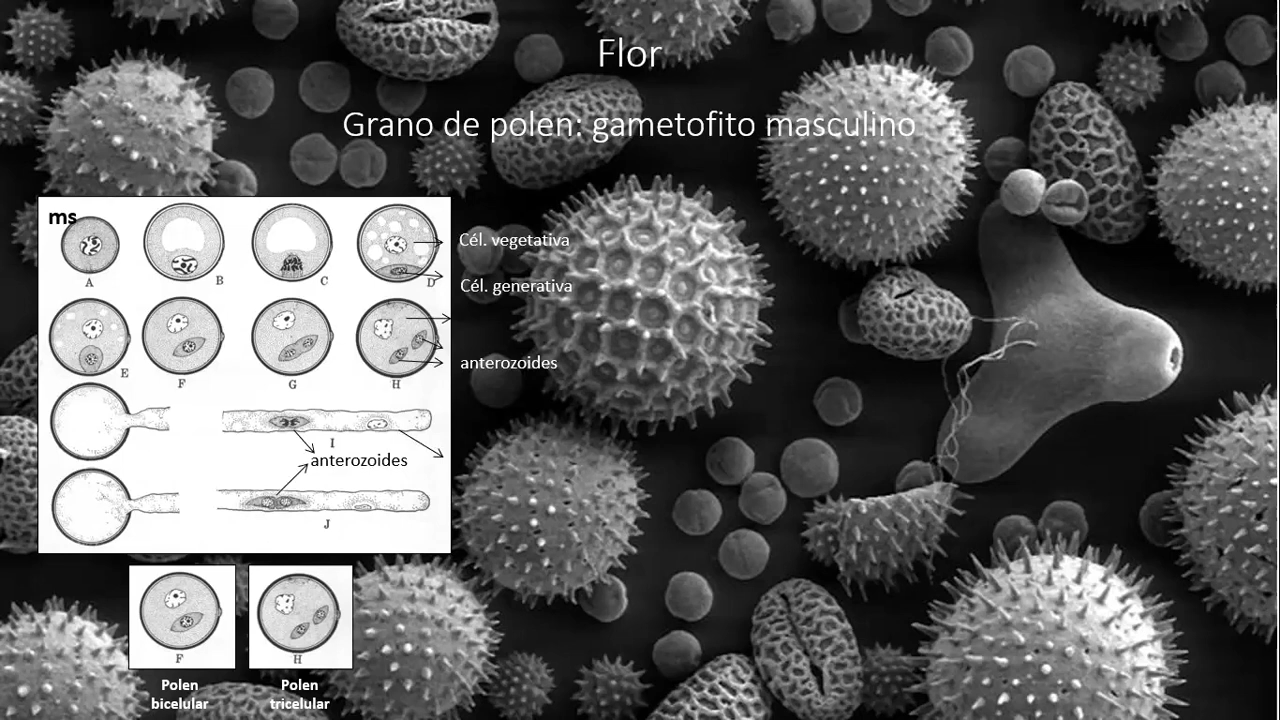 Flor
Grano de polen: gametofito masculino
ms
A
B
C
D
Cél. vegetativa
Cél. generativa
E
F
G
H
anterozoides
I
anterozoides
J
F
H
Polen
bicelular
Polen
tricelular